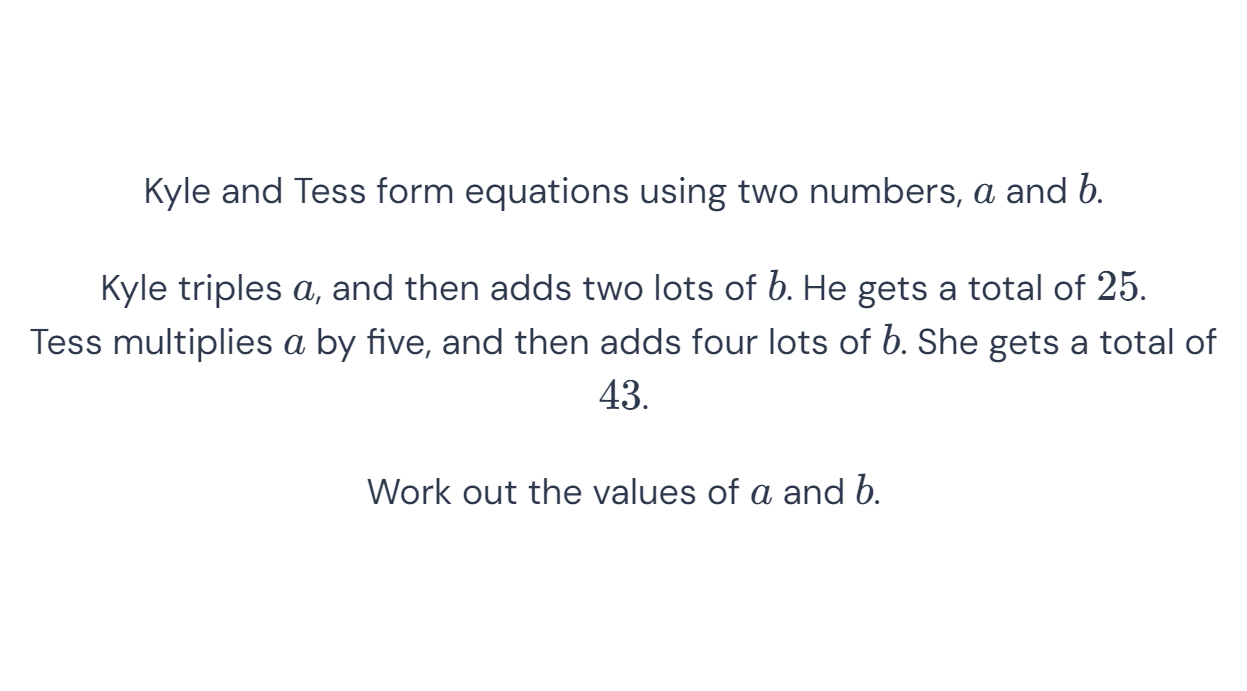 Kyle and Tess form equations using two numbers, a and b.
Kyle triples a, and then adds two lots of b. He gets a total of 25.
Tess multiplies a by five, and then adds four lots of b. She gets a total of
43.
Work out the values of a and b.